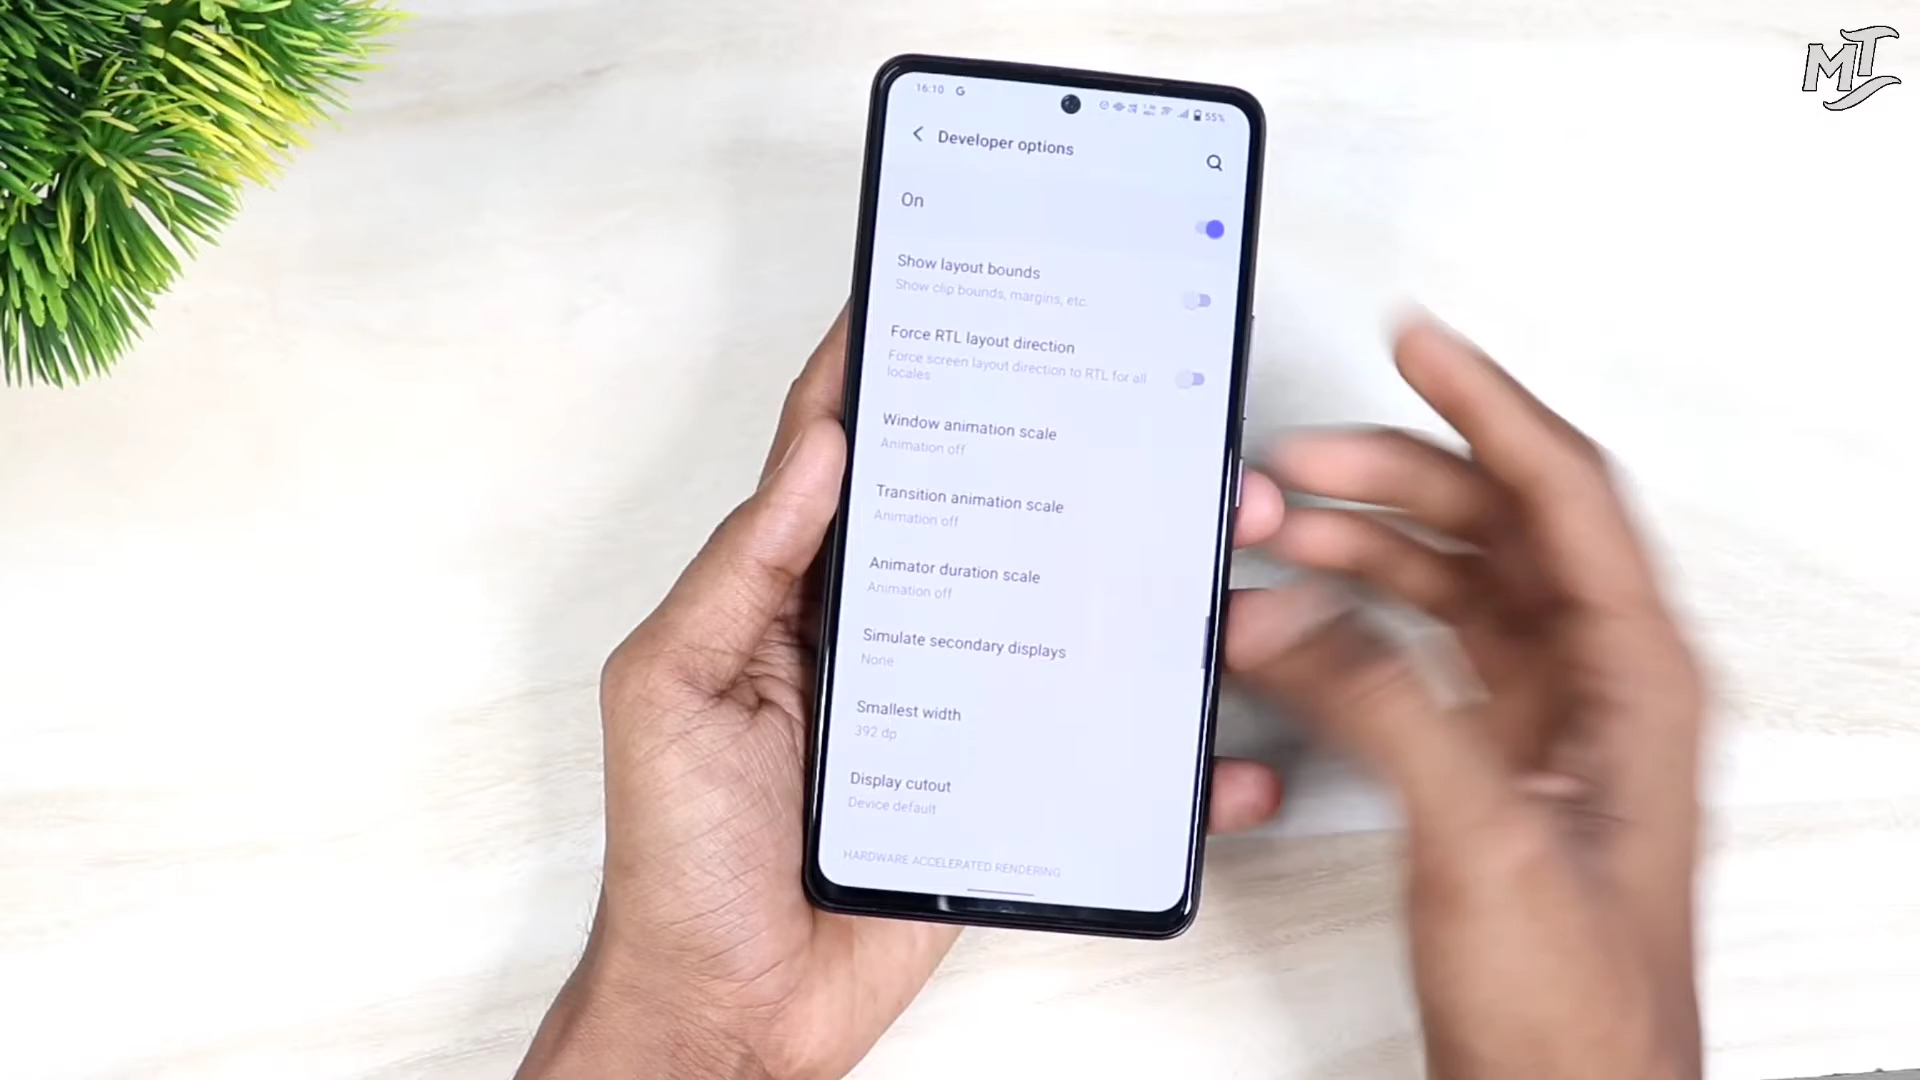 MT
16:10 G
55%
Developer options
On
Show layout bounds
Show clip bounds, margins, etc.
Force RTL layout direction
Force screen layout direction to RTL for all
locales
Window animation scale
Animation off
Transition animation scale
Animation off
Animator duration scale
Animation off
Simulate secondary displays
None
Smallest width
392 dp
Display cutout
Device default
HARDWARE ACCELERATED RENDERING